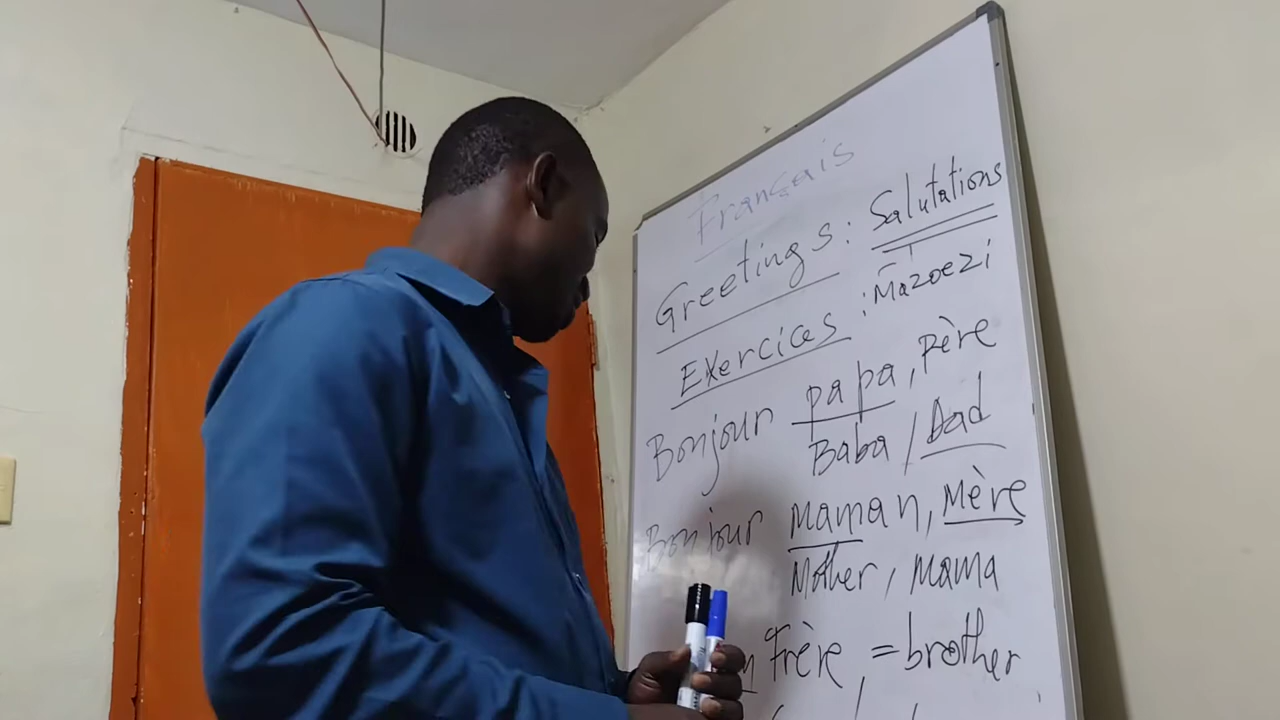 Français
Greetings: Salutations
Exercices: Mazoezi
Bonjour papa, Père
Baba / Dad
Bonjour Maman, Mère
Mother, Mama
Frère = brother